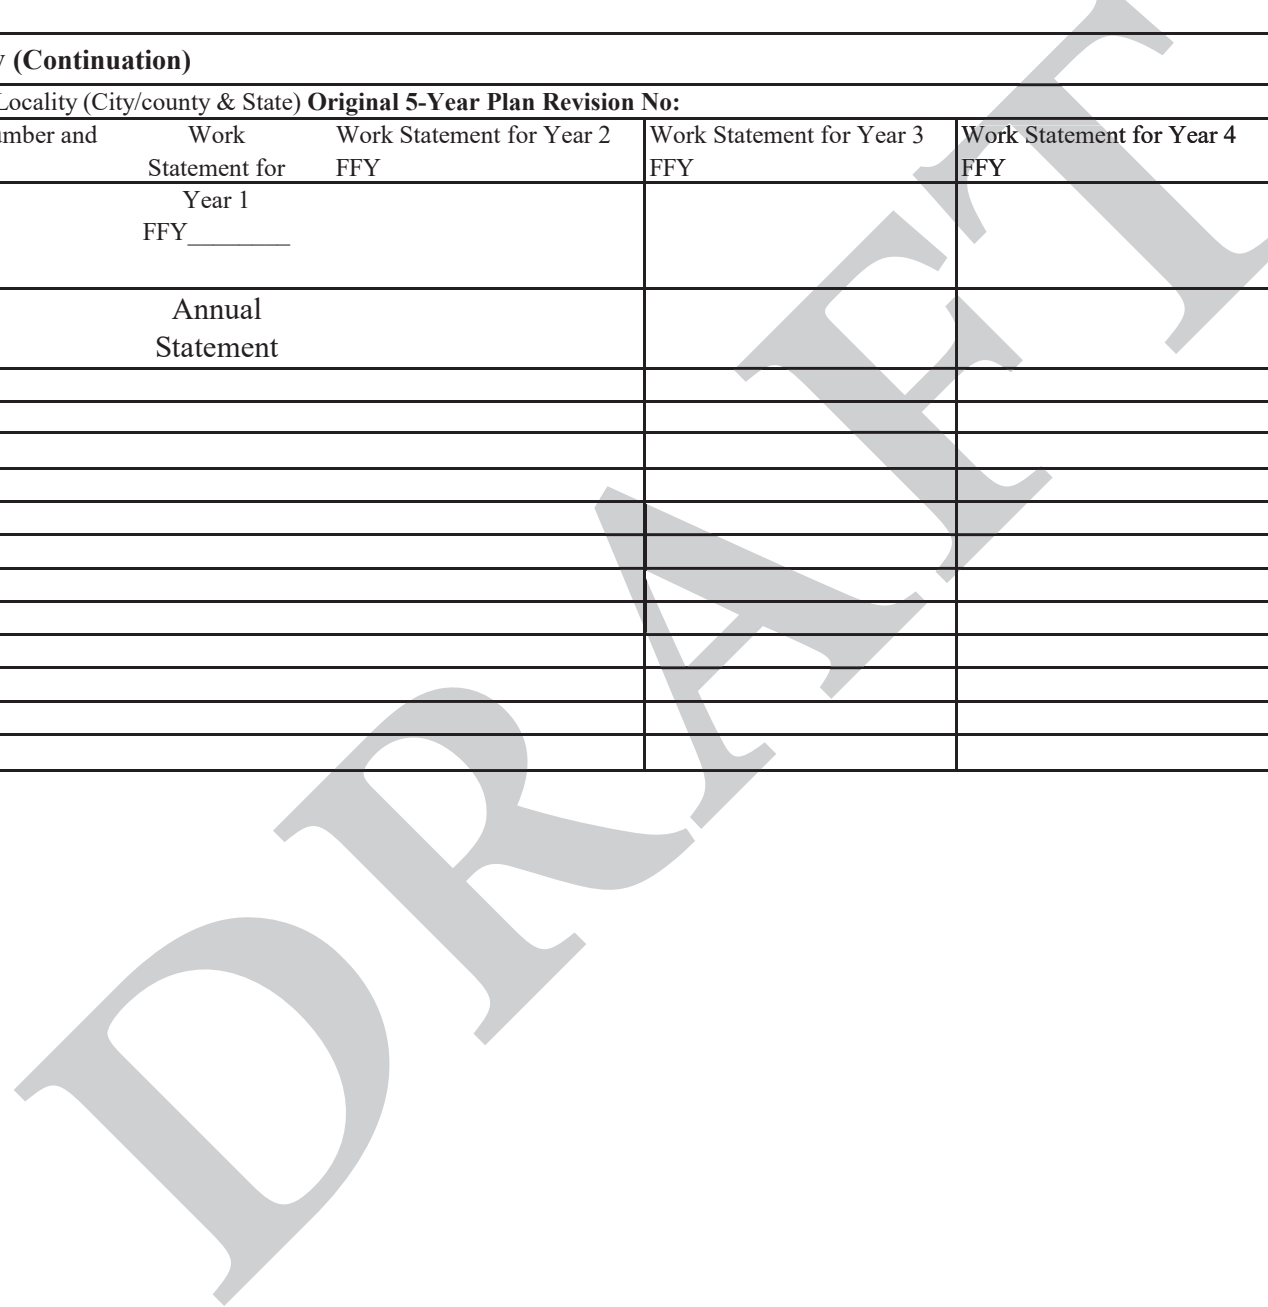 (Continuation)
Locality (City/county & State) Original 5-Year Plan Revision No:
and Work Work Statement for Year 2 Work Statement for Year 3 Work Statement for Year 4
Statement for FFY FFY FFY
Year 1
FFY________
Annual
Statement
DRAFT